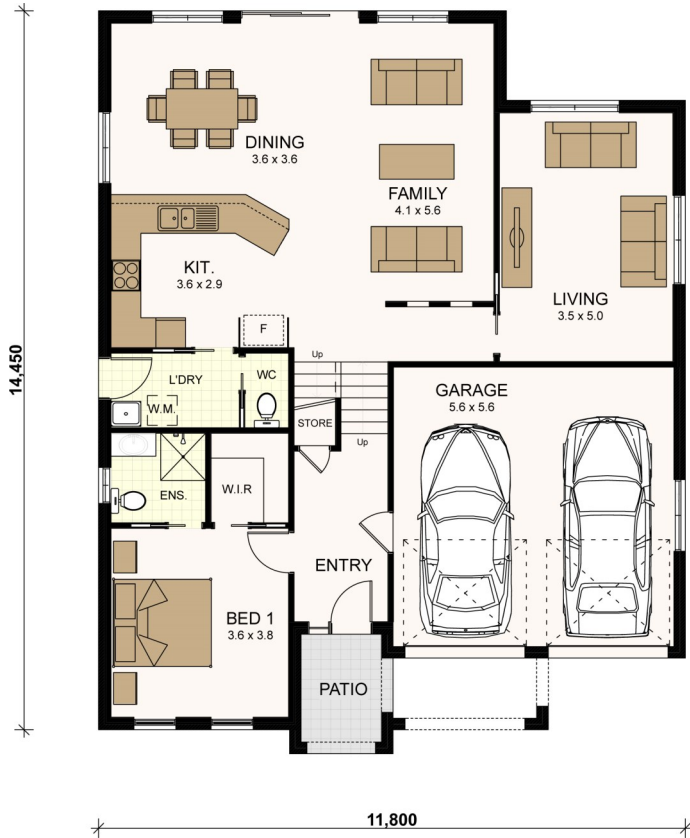 DINING
3.6 x 3.6
FAMILY
4.1 x 5.6
KIT.
3.6 x 2.9
LIVING
3.5 x 5.0
F
Up
L'DRY
WC
W.M.
GARAGE
5.6 x 5.6
STORE
Up
ENS.
W.I.R
ENTRY
BED 1
3.6 x 3.8
PATIO
14,450
11,800